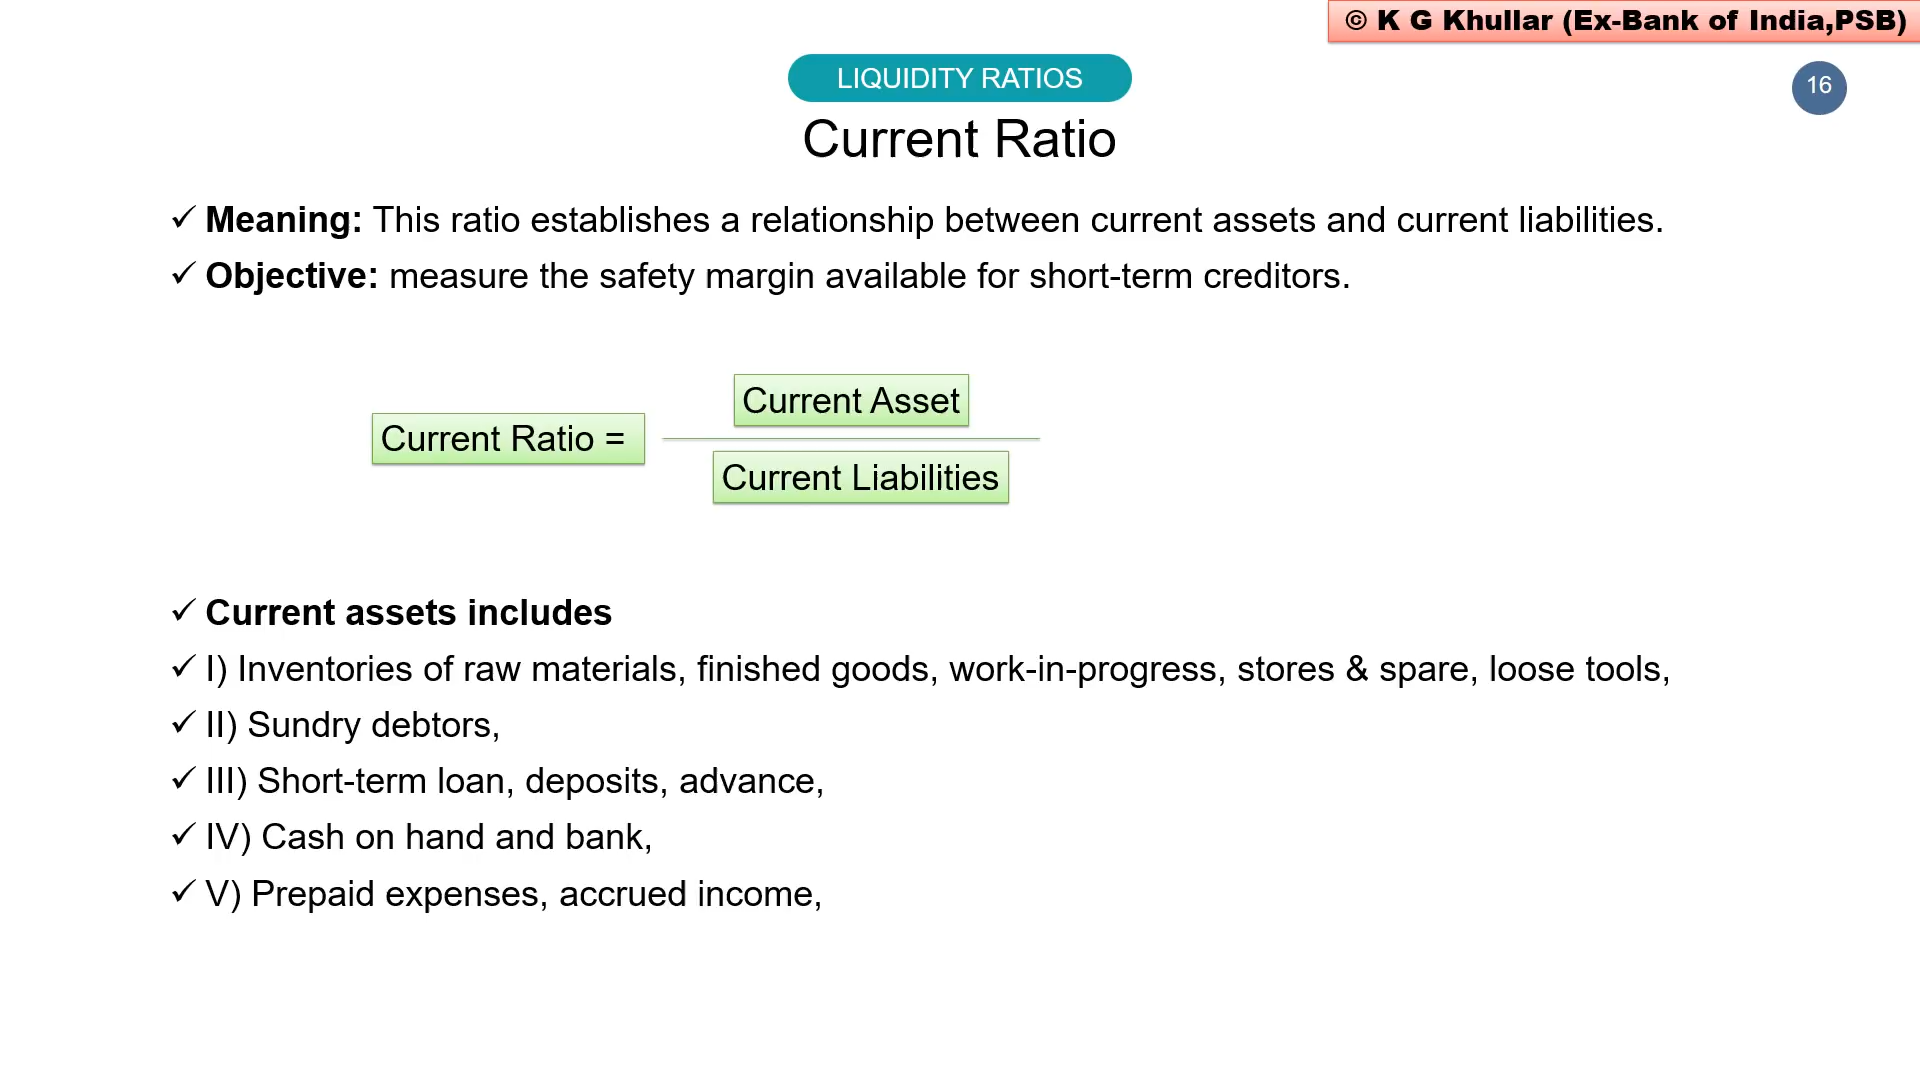 © K G Khullar (Ex-Bank of India,PSB)
LIQUIDITY RATIOS
16
Current Ratio
✓ Meaning: This ratio establishes a relationship between current assets and current liabilities.
✓ Objective: measure the safety margin available for short-term creditors.
Current Asset
Current Ratio =
Current Liabilities
✓ Current assets includes
✓ I) Inventories of raw materials, finished goods, work-in-progress, stores & spare, loose tools,
✓ II) Sundry debtors,
✓ III) Short-term loan, deposits, advance,
✓ IV) Cash on hand and bank,
✓ V) Prepaid expenses, accrued income,